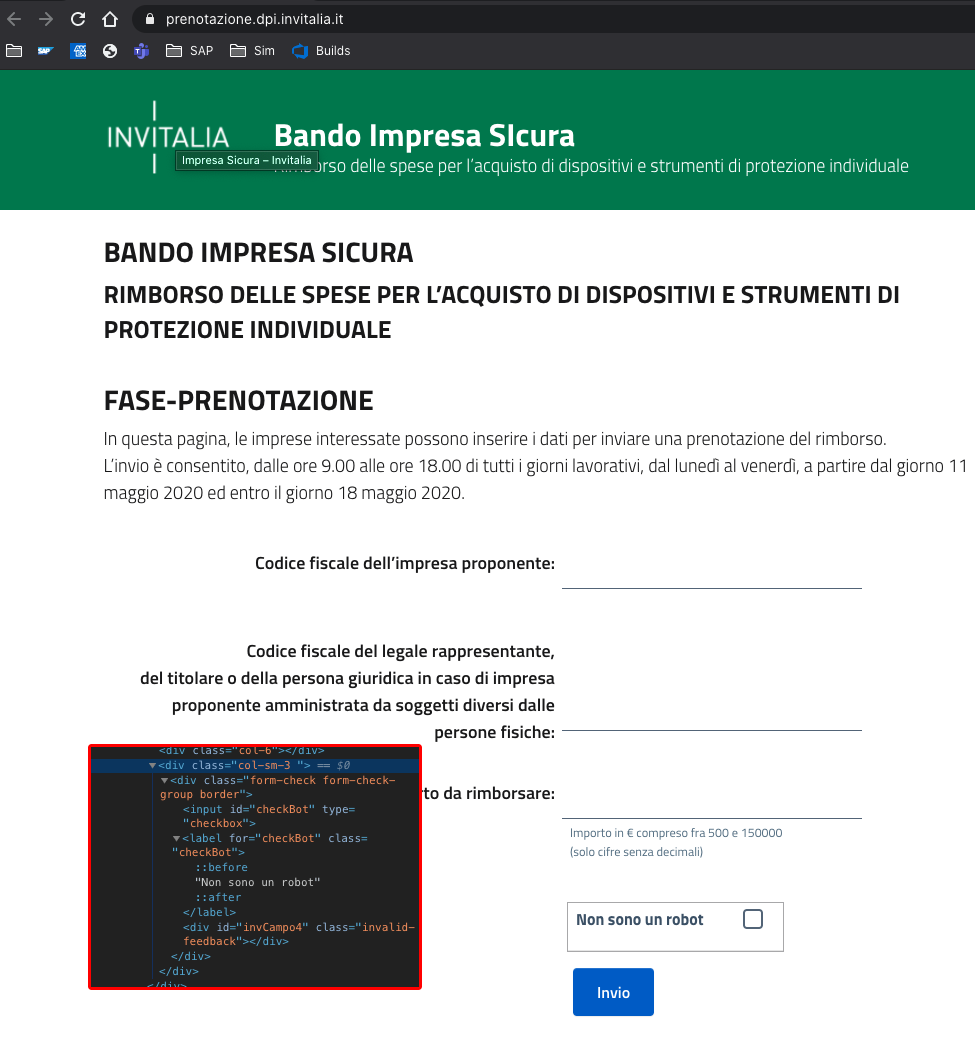 prenotazione.dpi.invitalia.it
SAP
SAP
Sim
Builds
INVITALIA
Bando Impresa SIcura
Impresa Sicura – Invitalia
Rimborso delle spese per l'acquisto di dispositivi e strumenti di protezione individuale
BANDO IMPRESA SICURA
RIMBORSO DELLE SPESE PER L'ACQUISTO DI DISPOSITIVI E STRUMENTI DI
PROTEZIONE INDIVIDUALE
FASE-PRENOTAZIONE
In questa pagina, le imprese interessate possono inserire i dati per inviare una prenotazione del rimborso.
L'invio è consentito, dalle ore 9.00 alle ore 18.00 di tutti i giorni lavorativi, dal lunedì al venerdì, a partire dal giorno 11
maggio 2020 ed entro il giorno 18 maggio 2020.
Codice fiscale dell'impresa proponente:
Codice fiscale del legale rappresentante,
del titolare o della persona giuridica in caso di impresa
proponente amministrata da soggetti diversi dalle
persone fisiche:
<div class="col-6"></div>
<div class="col-sm-3 "> == $0
<div class="form-check form-check-
group border">
<input id="checkBot" type=
"checkbox">
<label for="checkBot" class=
"checkBot">
::before
"Non sono un robot"
::after
</label>
<div id="invCampo4" class="invalid-
feedback"></div>
</div>
</div>
</div>
rto da rimborsare:
Importo in € compreso fra 500 e 150000
(solo cifre senza decimali)
Non sono un robot
Invio